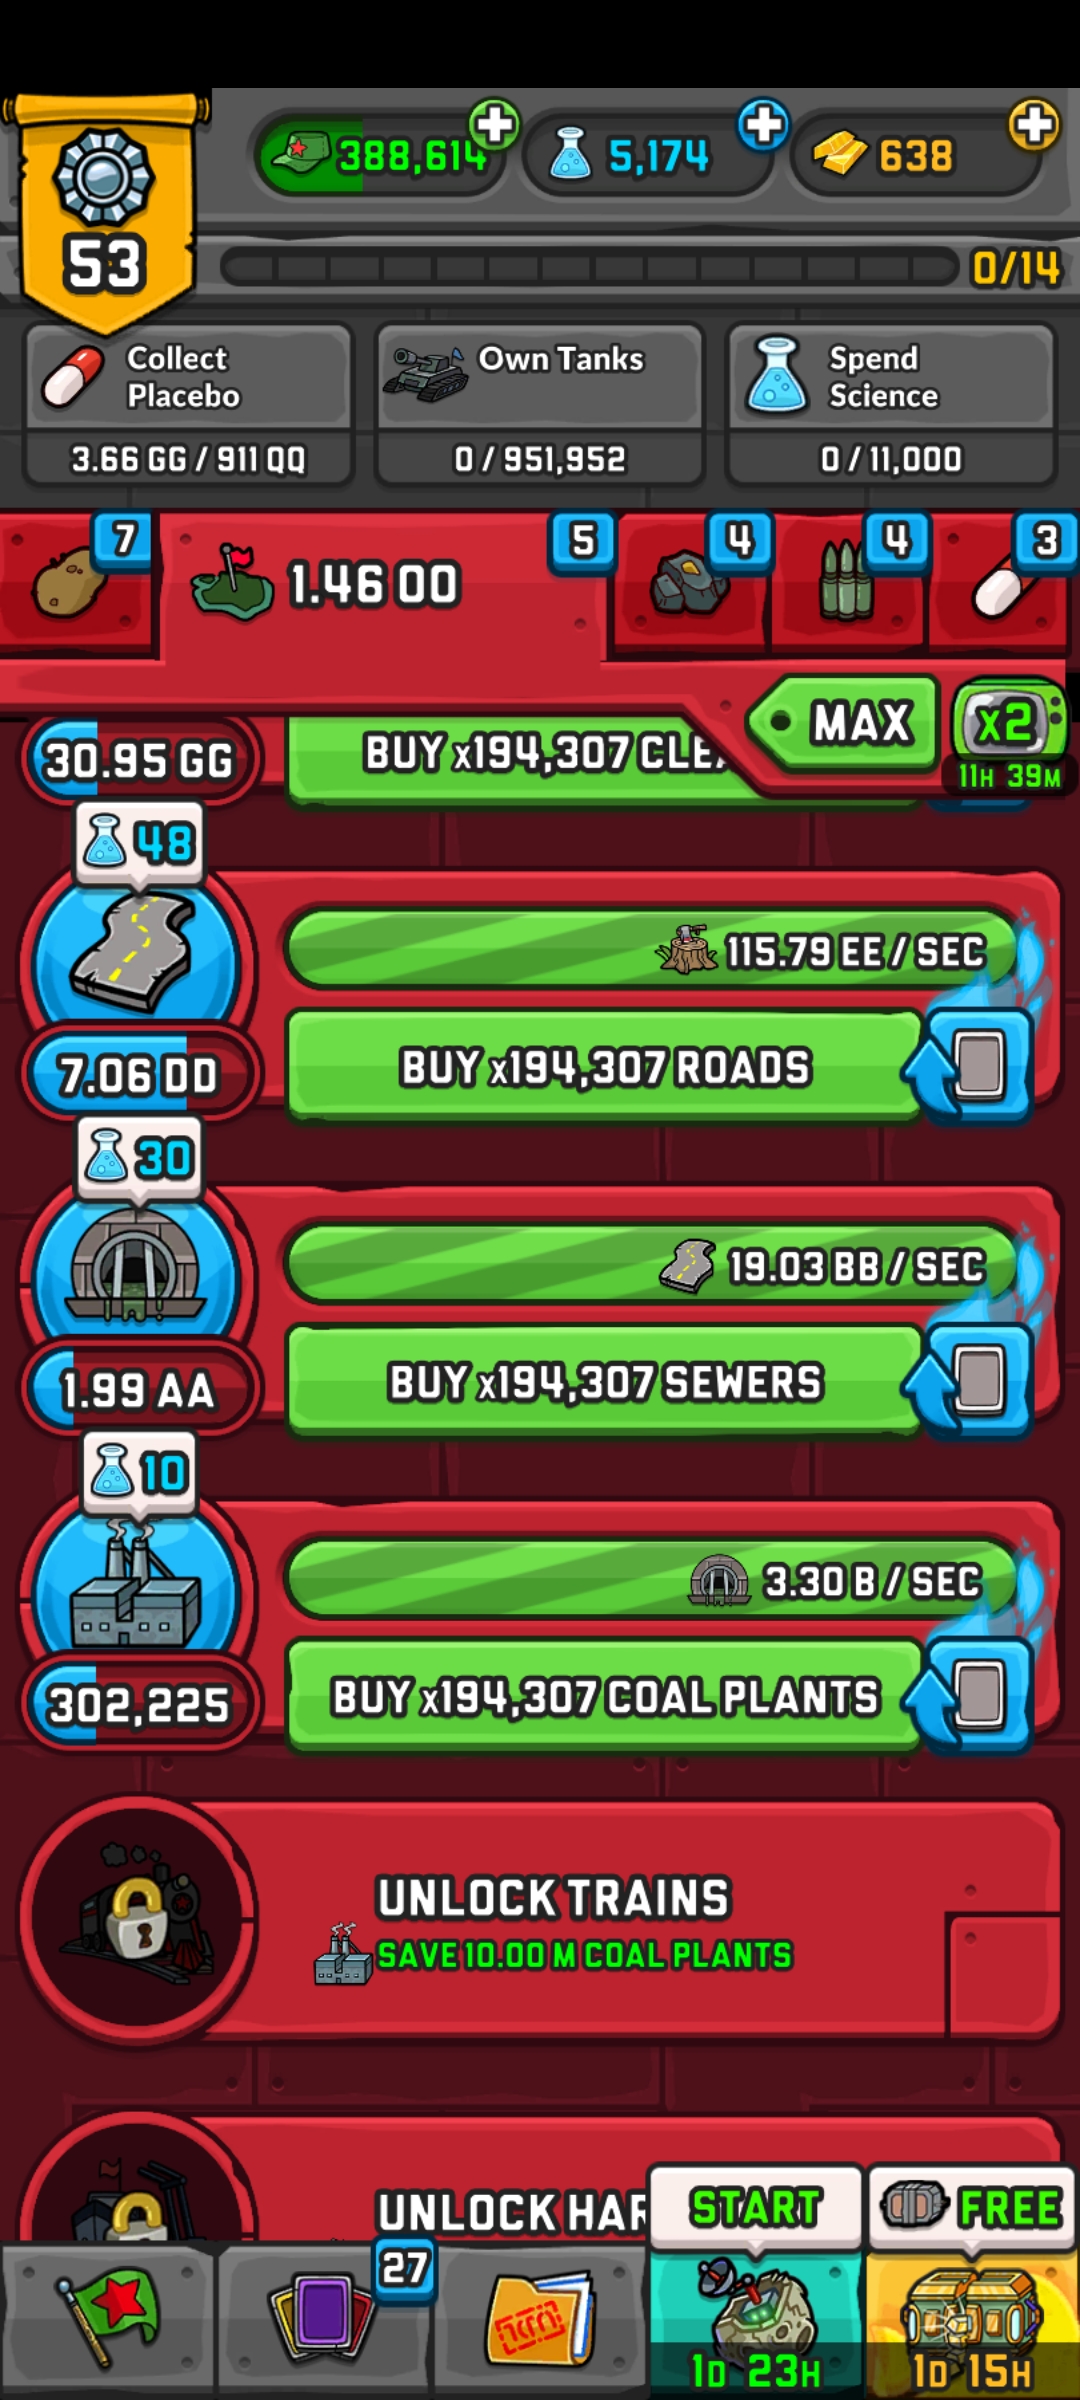 53
388,614
5,174
638
0/14
Collect
Placebo
3.66 GG / 911 QQ
Own Tanks
0 / 951,952
Spend
Science
0 / 11,000
7
1.46 OO
5
4
4
3
MAX
x2
11H 39M
30.95 GG
BUY x194,307 CLEA
48
115.79 EE / SEC
7.06 DD
BUY x194,307 ROADS
30
19.03 BB / SEC
1.99 AA
BUY x194,307 SEWERS
10
3.30 B / SEC
302,225
BUY x194,307 COAL PLANTS
UNLOCK TRAINS
SAVE 10.00 M COAL PLANTS
UNLOCK HAR
START
FREE
27
1D 23H
1D 15H